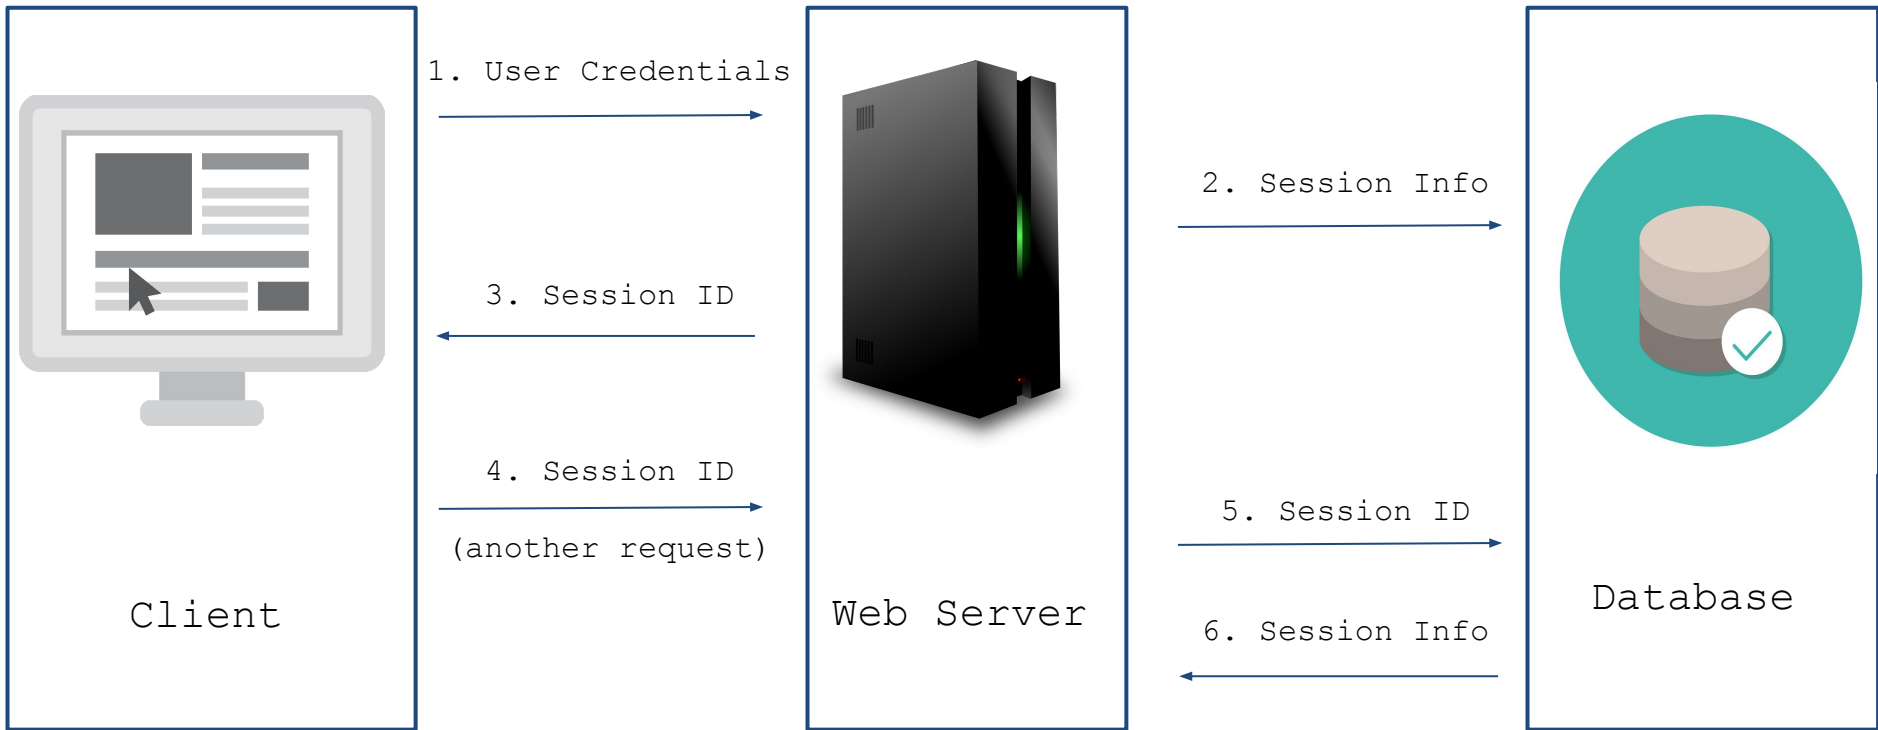 1. User Credentials
2. Session Info
3. Session ID
4. Session ID
(another request)
5. Session ID
6. Session Info
Client
Web Server
Database